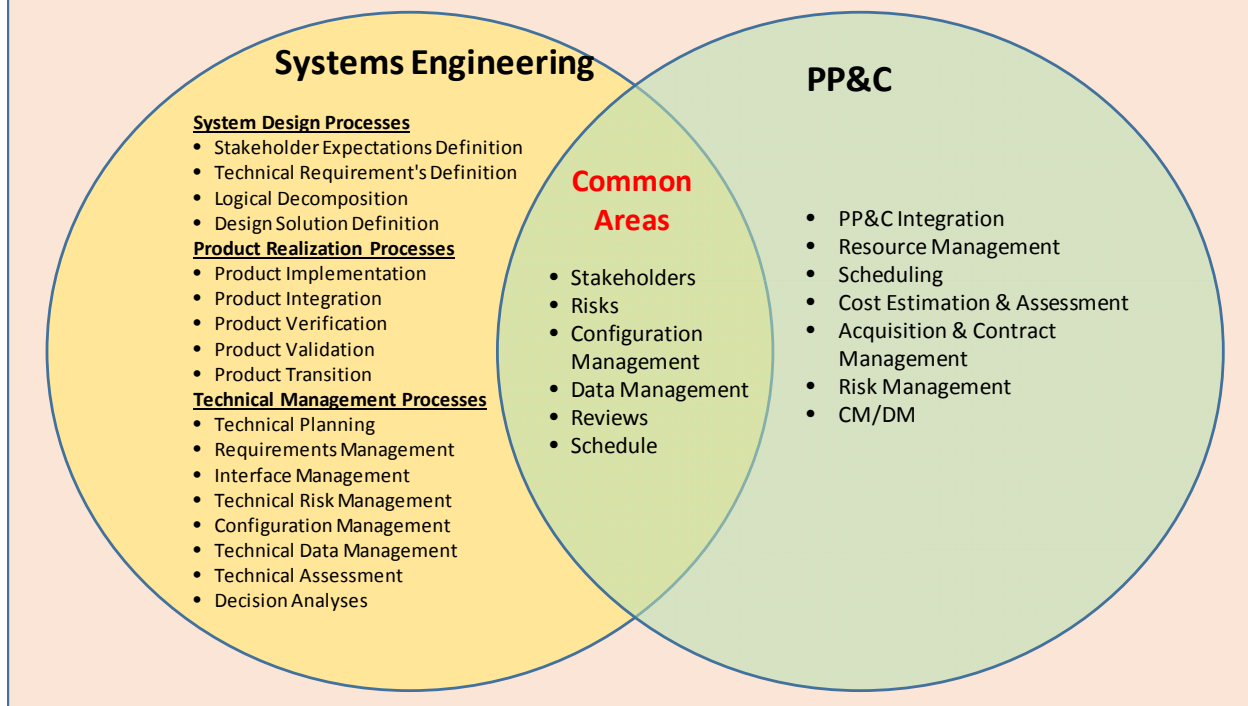 Systems Engineering
System Design Processes
• Stakeholder Expectations Definition
• Technical Requirement's Definition
• Logical Decomposition
• Design Solution Definition
Product Realization Processes
• Product Implementation
• Product Integration
• Product Verification
• Product Validation
• Product Transition
Technical Management Processes
• Technical Planning
• Requirements Management
• Interface Management
• Technical Risk Management
• Configuration Management
• Technical Data Management
• Technical Assessment
• Decision Analyses
Common
Areas
• Stakeholders
• Risks
• Configuration
Management
• Data Management
• Reviews
• Schedule
PP&C
• PP&C Integration
• Resource Management
• Scheduling
• Cost Estimation & Assessment
• Acquisition & Contract
Management
• Risk Management
• CM/DM